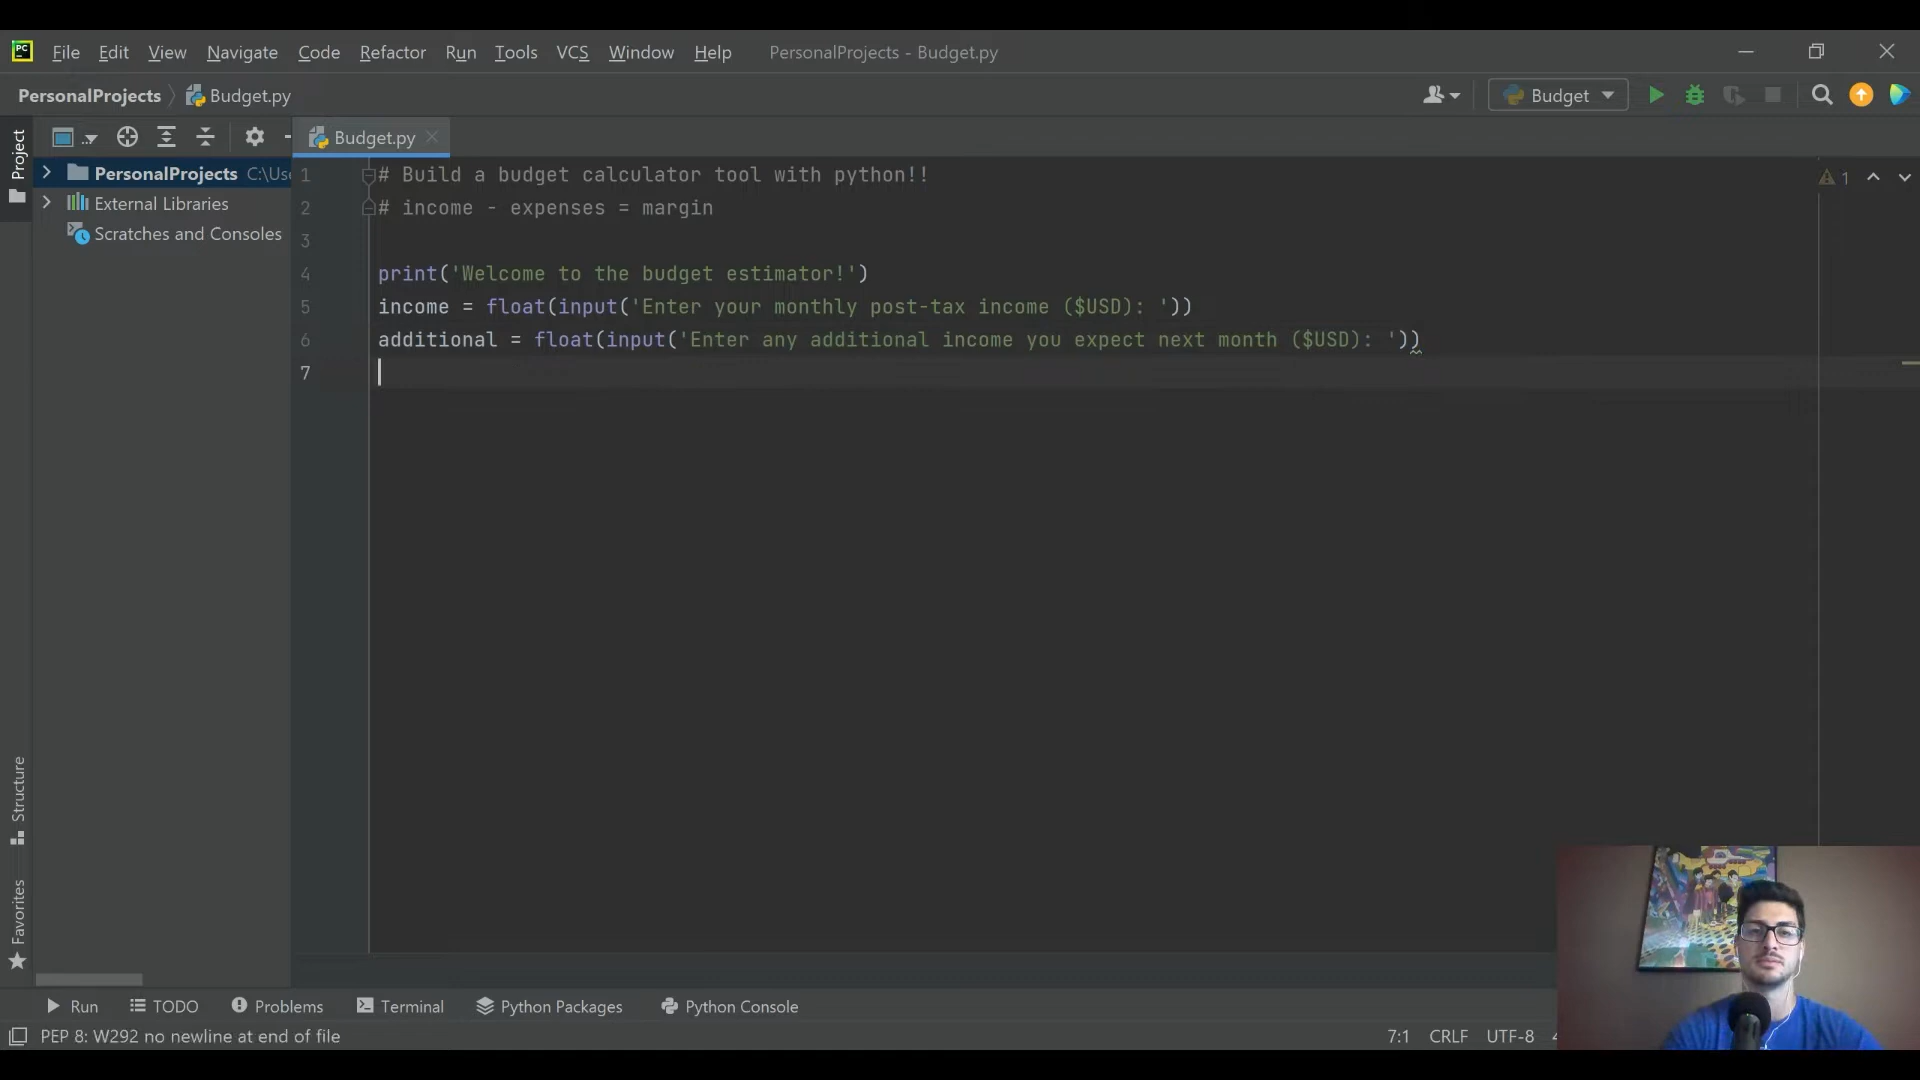 PC File Edit View Navigate Code Refactor Run Tools VCS Window Help PersonalProjects - Budget.py
PersonalProjects Budget.py Budget
Project
Budget.py
PersonalProjects C:\Use
External Libraries
Scratches and Consoles
1 # Build a budget calculator tool with python!!
2 # income - expenses = margin
3
4 print('Welcome to the budget estimator!')
5 income = float(input('Enter your monthly post-tax income ($USD): '))
6 additional = float(input('Enter any additional income you expect next month ($USD): '))
7
1
Structure
Favorites
Run TODO Problems Terminal Python Packages Python Console
PEP 8: W292 no newline at end of file 7:1 CRLF UTF-8